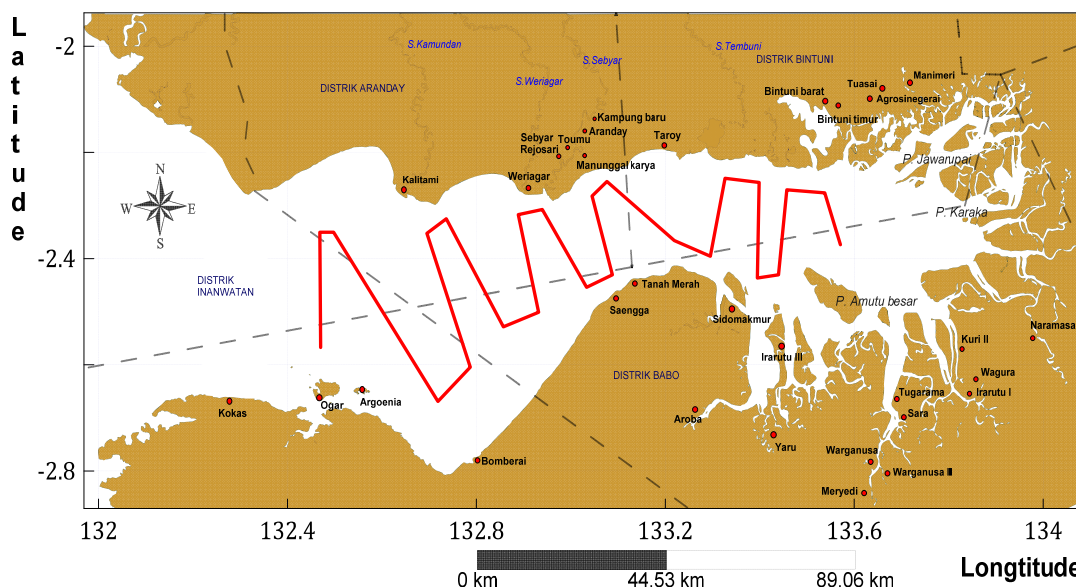 Latitude
-2
-2.4
-2.8
S.Kamundan
S.Sebyar
S.Tembuni
S.Weriagar
DISTRIK ARANDAY
DISTRIK BINTUNI
Tuasai
Manimeri
Bintuni barat
Agrosinegerai
Bintuni timur
Kampung baru
Aranday
Sebyar
Rejosari
Toumu
Manunggal karya
Taroy
P. Jawarupai
Kalitami
Weriagar
P. Karaka
N
W
E
S
DISTRIK
INANWATAN
Tanah Merah
Saengga
P. Amutu besar
Sidomakmur
Naramasa
Irarutu III
Kuri II
DISTRIK BABO
Wagura
Irarutu I
Argoenia
Ogar
Kokas
Tugarama
Sara
Aroba
Yaru
Warganusa
Bomberai
Warganusa II
Meryedi
132
132.4
132.8
133.2
133.6
134
0 km
44.53 km
89.06 km
Longtitude